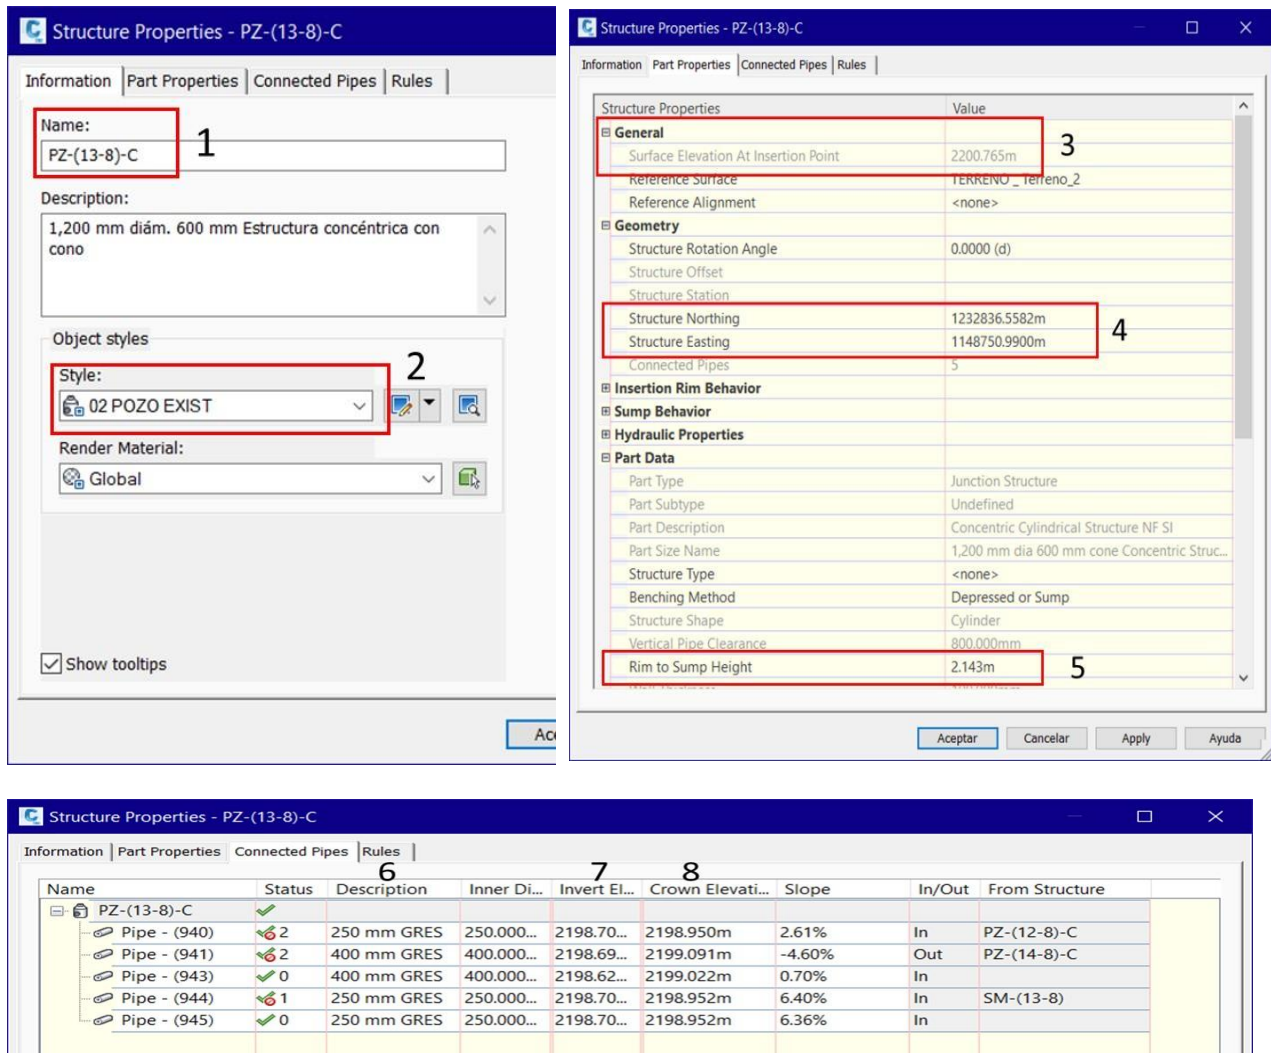 Structure Properties - PZ-(13-8)-C
Information Part Properties Connected Pipes Rules
Name:
PZ-(13-8)-C
1
Description:
1,200 mm diám. 600 mm Estructura concéntrica con
cono
Object styles
2
Style:
02 POZO EXIST
Render Material:
Global
Show tooltips
Ace
Structure Properties - PZ-(13-8)-C
Information Part Properties Connected Pipes Rules
Structure Properties Value
General
3
Surface Elevation At Insertion Point 2200.765m
Reference Surface TERRENO _ Terreno_2
Reference Alignment <none>
Geometry
Structure Rotation Angle 0.0000 (d)
Structure Offset
Structure Station
Structure Northing 1232836.5582m
4
Structure Easting 1148750.9900m
Connected Pipes 5
Insertion Rim Behavior
Sump Behavior
Hydraulic Properties
Part Data
Part Type Junction Structure
Part Subtype Undefined
Part Description Concentric Cylindrical Structure NF SI
Part Size Name 1,200 mm dia 600 mm cone Concentric Struc...
Structure Type <none>
Benching Method Depressed or Sump
Structure Shape Cylinder
Vertical Pipe Clearance 800.000mm
Rim to Sump Height 2.143m 5
Aceptar Cancelar Apply Ayuda
Structure Properties - PZ-(13-8)-C
Information Part Properties Connected Pipes Rules
6 7 8
Name Status Description Inner Di... Invert El... Crown Elevati... Slope In/Out From Structure
PZ-(13-8)-C
Pipe - (940) 2 250 mm GRES 250.000... 2198.70... 2198.950m 2.61% In PZ-(12-8)-C
Pipe - (941) 2 400 mm GRES 400.000... 2198.69... 2199.091m -4.60% Out PZ-(14-8)-C
Pipe - (943) 0 400 mm GRES 400.000... 2198.62... 2199.022m 0.70% In
Pipe - (944) 1 250 mm GRES 250.000... 2198.70... 2198.952m 6.40% In SM-(13-8)
Pipe - (945) 0 250 mm GRES 250.000... 2198.70... 2198.952m 6.36% In